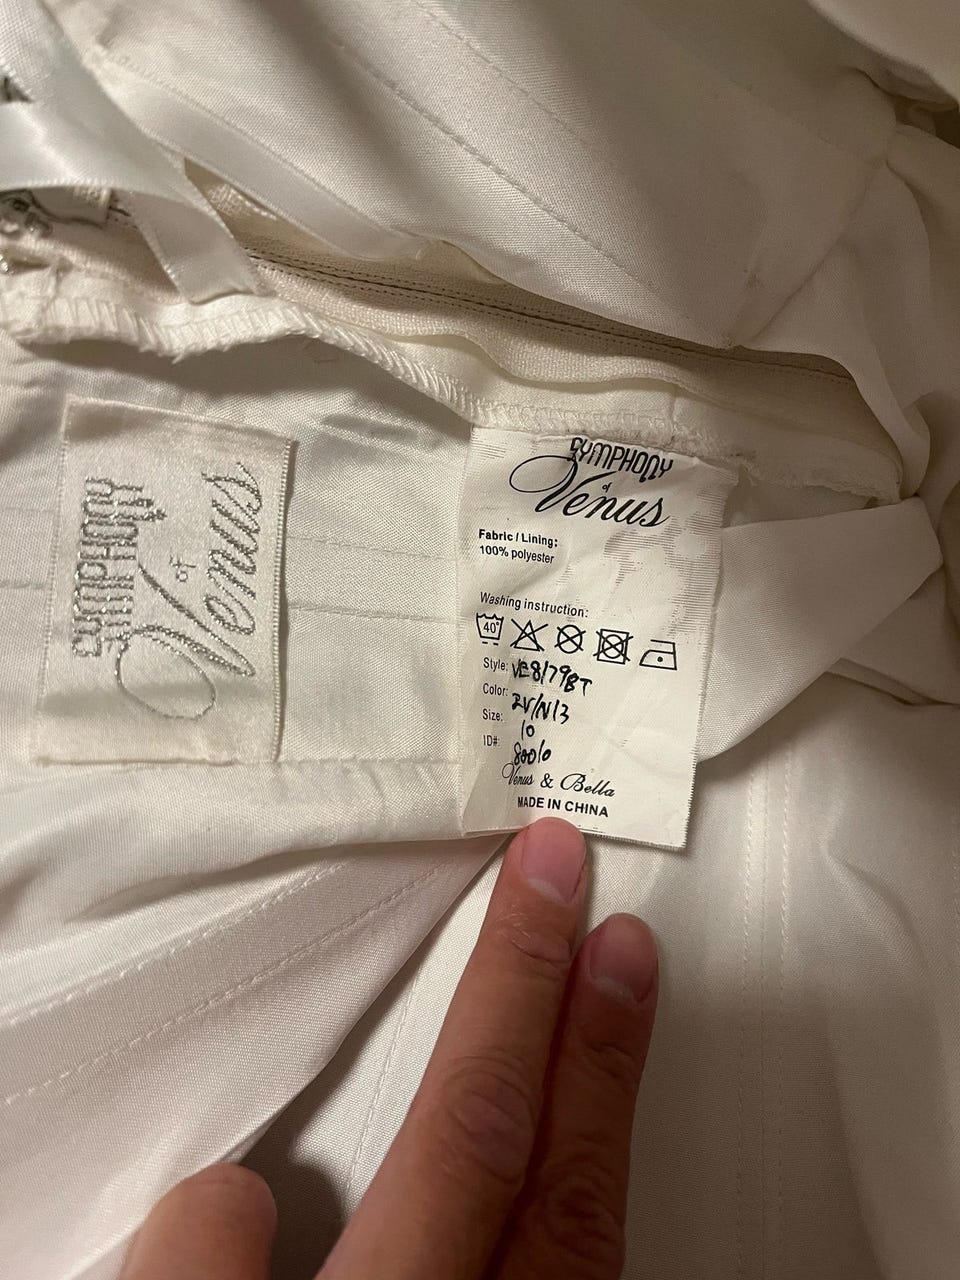 SYMPHONY
of
Venus
SYMPHONY
of
Venus
Fabric / Lining:
100% polyester
Washing instruction:
40°
Style: VE8179BT
Color:
Size: 10
ID#: 80010
Venus & Bella
MADE IN CHINA